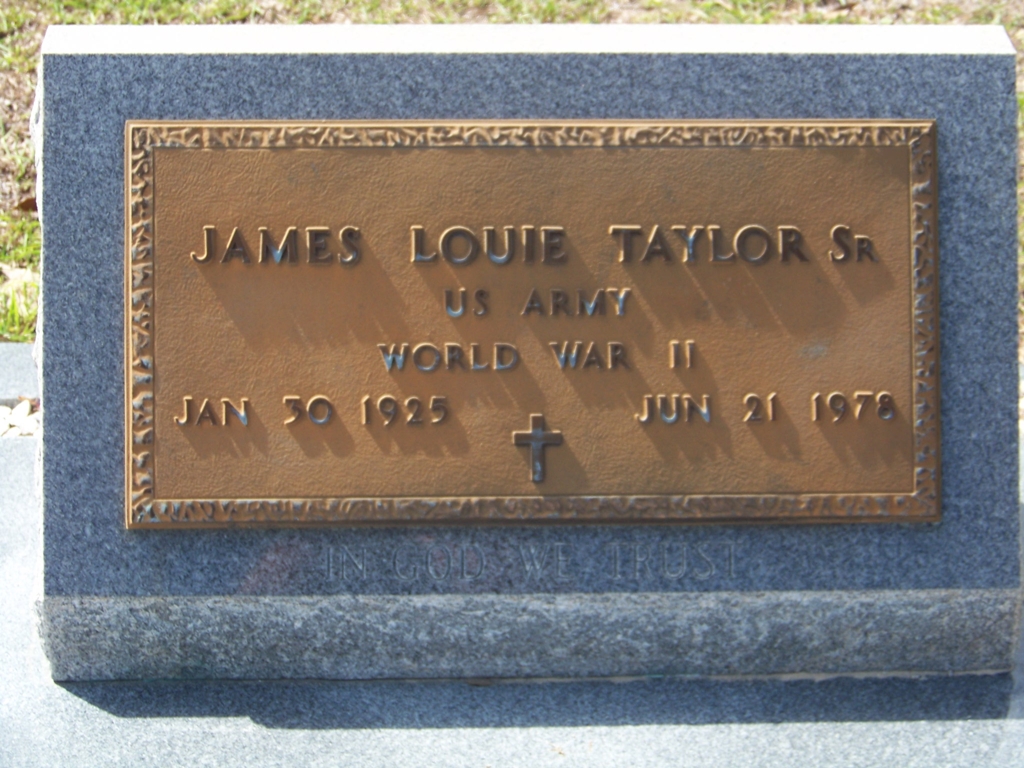 JAMES LOUIE TAYLOR SR
US ARMY
WORLD WAR II
JAN 30 1925 JUN 21 1978
IN GOD WE TRUST